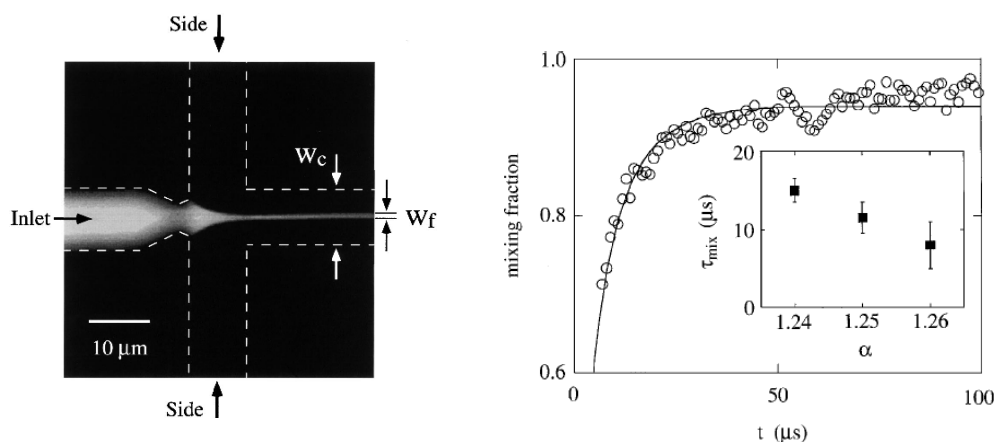 Side
Wc
Inlet
Wf
10 μm
Side
1.0
0.8
0.6
mixing fraction
0
50
100
t (μs)
20
10
0
τmix (μs)
1.24
1.25
1.26
α